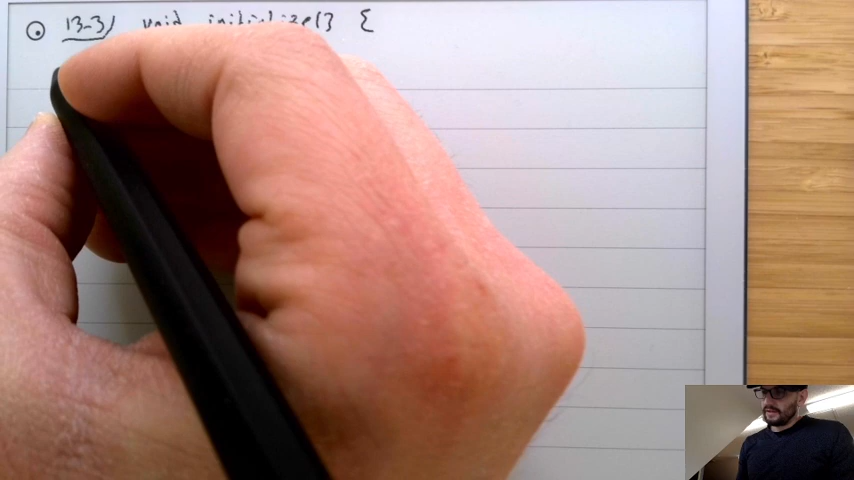 13-3) void initialize() {